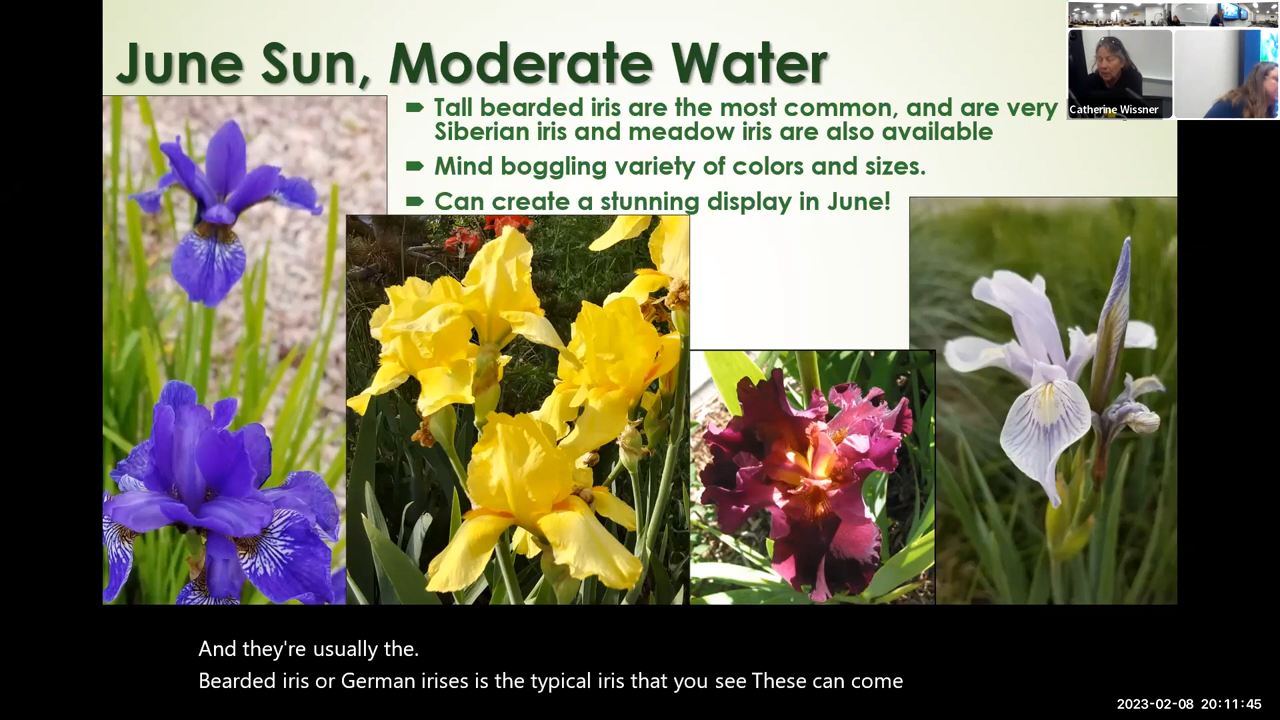 June Sun, Moderate Water
Tall bearded iris are the most common, and are very
Siberian iris and meadow iris are also available
Mind boggling variety of colors and sizes.
Can create a stunning display in June!
Catherine Wissner
And they're usually the.
Bearded iris or German irises is the typical iris that you see These can come
2023-02-08 20:11:45